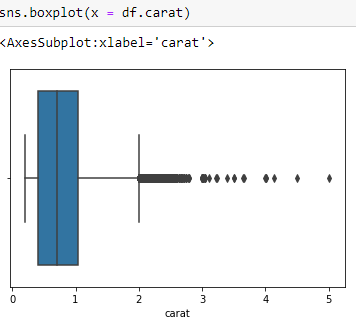 sns.boxplot(x = df.carat)
<AxesSubplot:xlabel='carat'>
0 1 2 3 4 5
carat